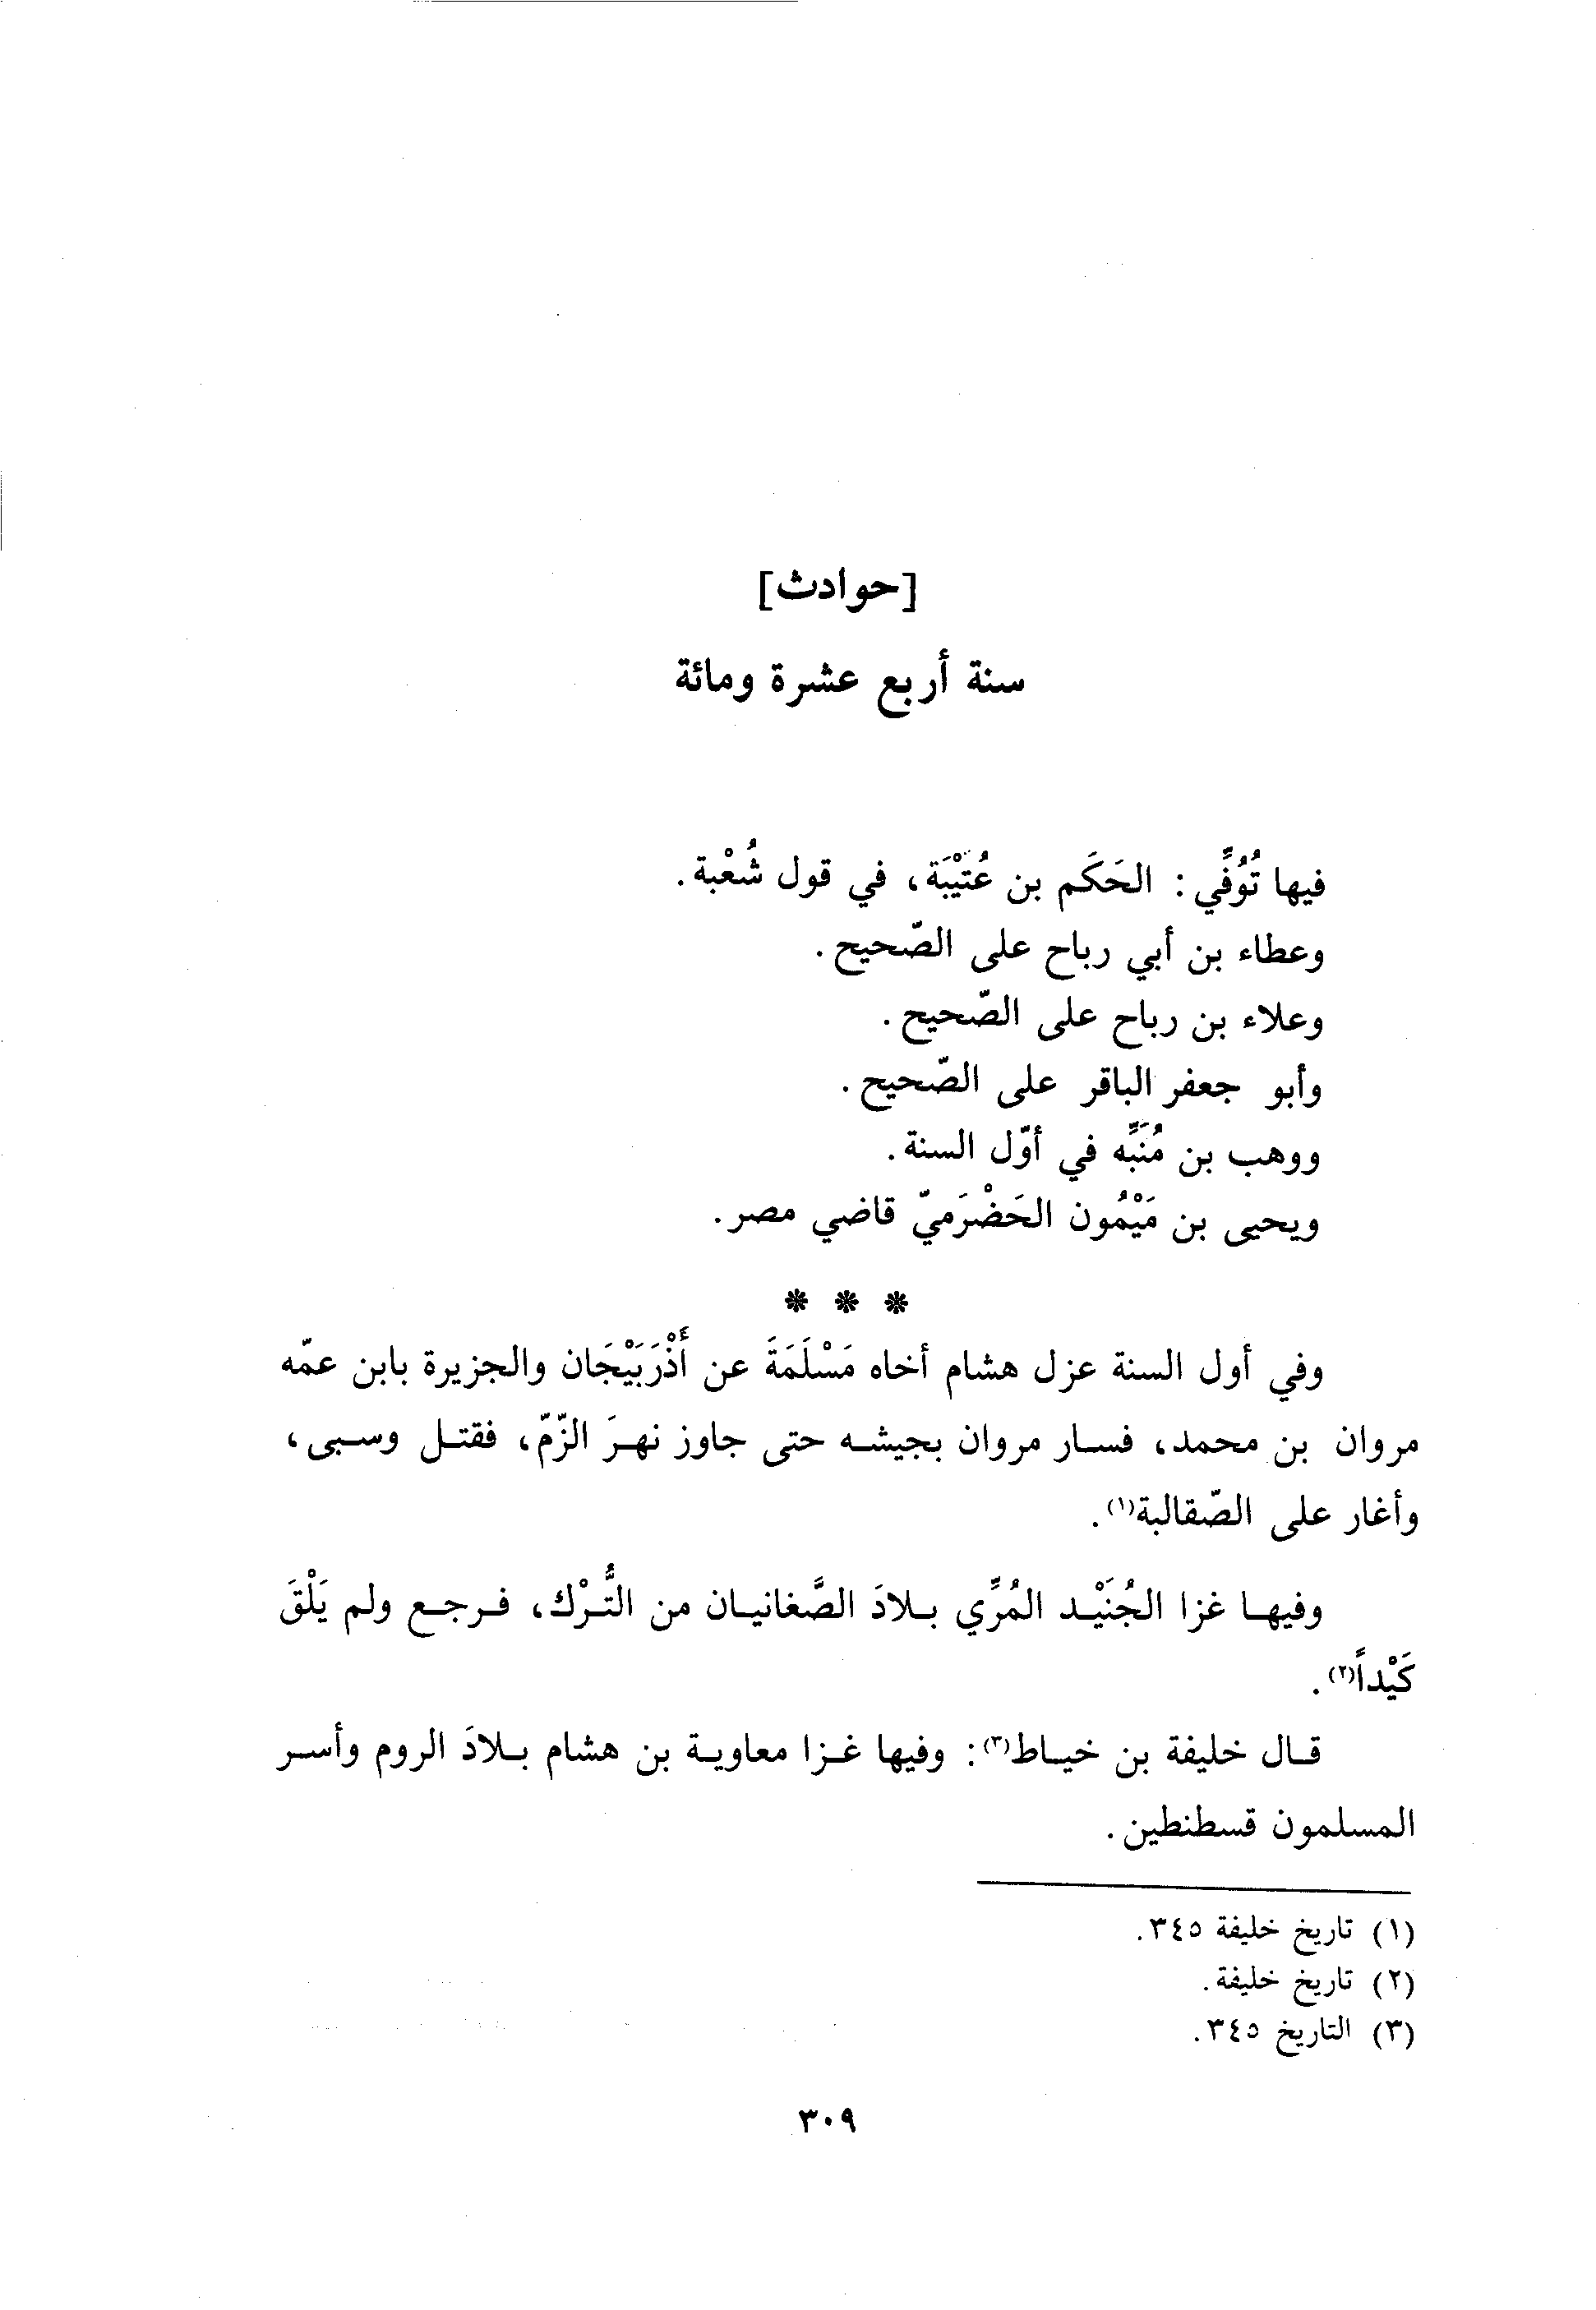 [حوادث]
سنة أربع عشرة ومائة
فيها تُوُفِّي : الحَكَم بن عُتَيْبَة، في قول شُعْبة.
وعطاء بن أبي رباح على الصّحيح.
وعلاء بن رباح على الصّحيح.
وأبو جعفر الباقر على الصّحيح.
ووهب بن مُنَبِّه في أوّل السنة.
ويحيى بن مَيْمُون الحَضْرَميّ قاضي مصر.
* * *
وفي أول السنة عزل هشام أخاه مَسْلَمَةَ عن أَذْرَبَيْجَان والجزيرة بابن عمّه
مروان بن محمد، فسار مروان بجيشه حتى جاوز نهرَ الزّمّ، فقتل وسبى،
وأغار على الصّقالبة(١).
وفيها غزا الجُنَيْد المُرِّي بلادَ الصَّغانيان من التُّرْك، فرجع ولم يَلْقَ
كَيْداً(٢).
قال خليفة بن خياط(٣): وفيها غزا معاوية بن هشام بلادَ الروم وأسر
المسلمون قسطنطين.
(١) تاريخ خليفة ٣٤٥.
(٢) تاريخ خليفة.
(٣) التاريخ ٣٤٥.
٣٠٩